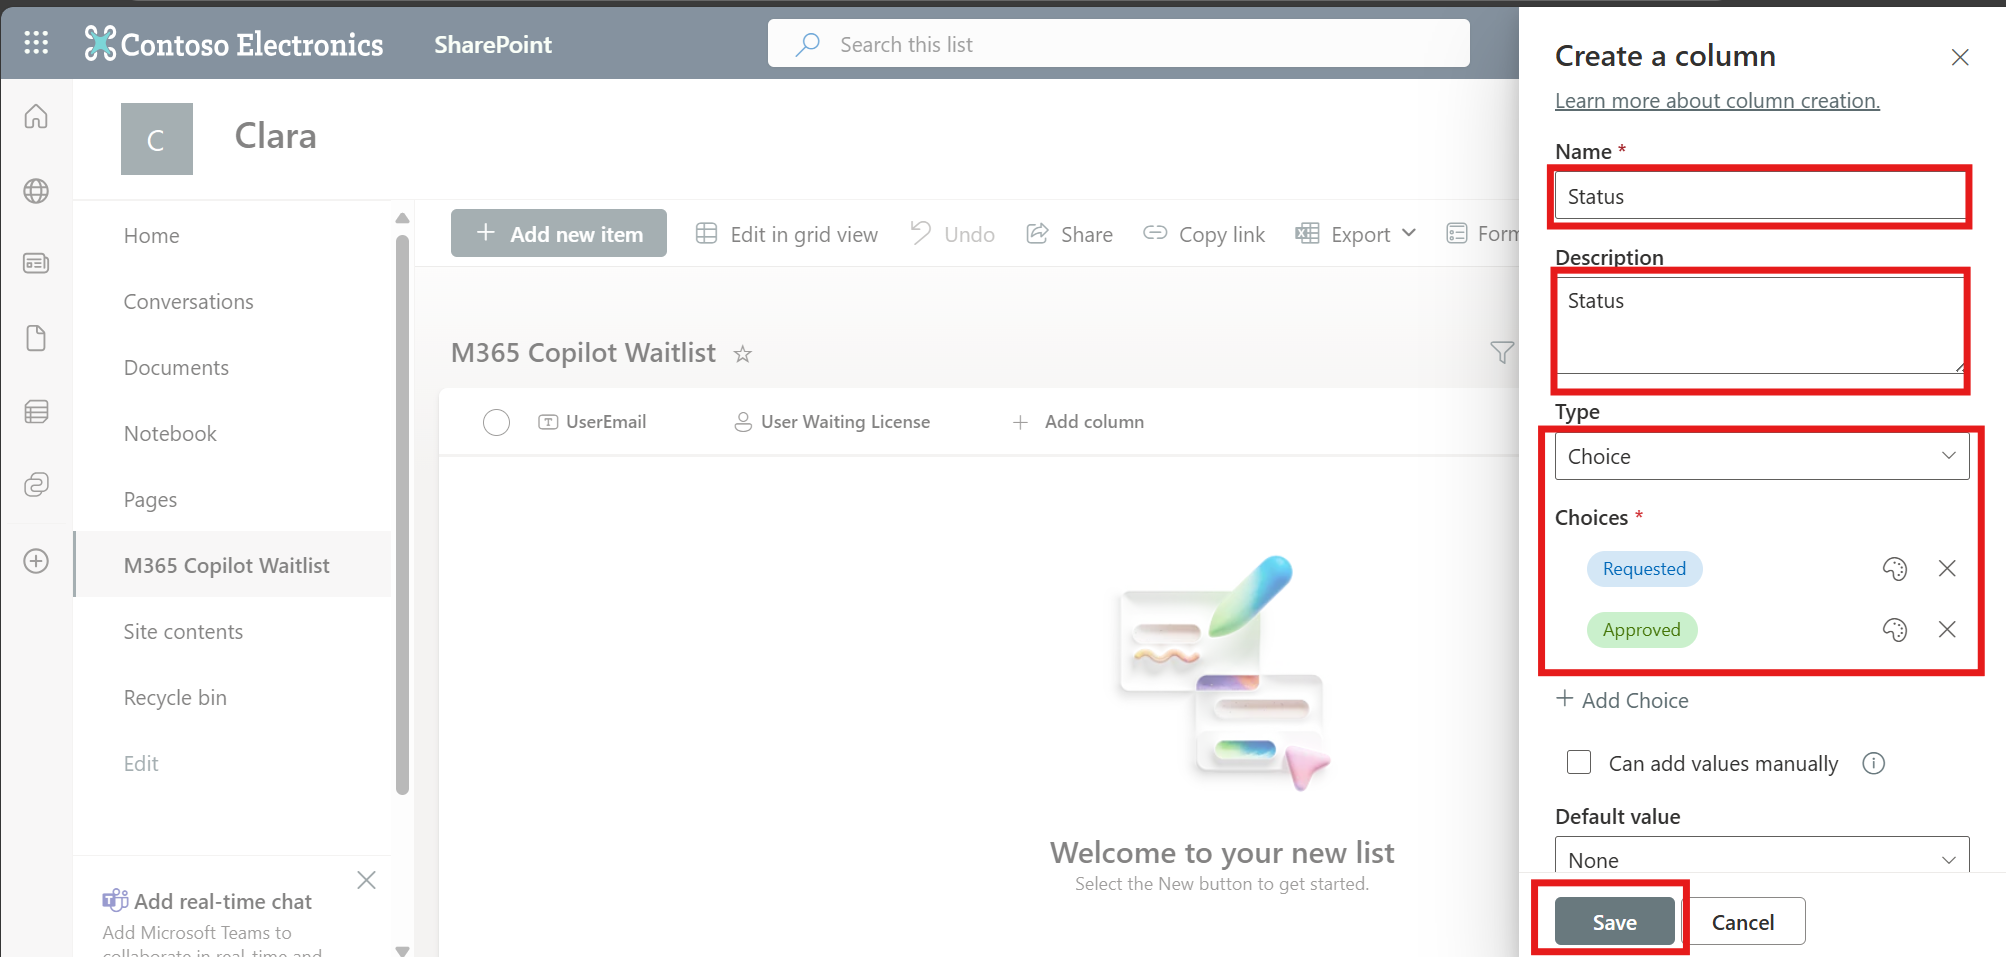 Contoso Electronics
SharePoint
Search this list
C
Clara
Home
Conversations
Documents
Notebook
Pages
M365 Copilot Waitlist
Site contents
Recycle bin
Edit
Add real-time chat
Add Microsoft Teams to
collaborate in real-time and
Add new item
Edit in grid view
Undo
Share
Copy link
Export
Form
M365 Copilot Waitlist
UserEmail
User Waiting License
Add column
Welcome to your new list
Select the New button to get started.
Create a column
Learn more about column creation.
Name *
Status
Description
Status
Type
Choice
Choices *
Requested
Approved
Add Choice
Can add values manually
Default value
None
Save
Cancel